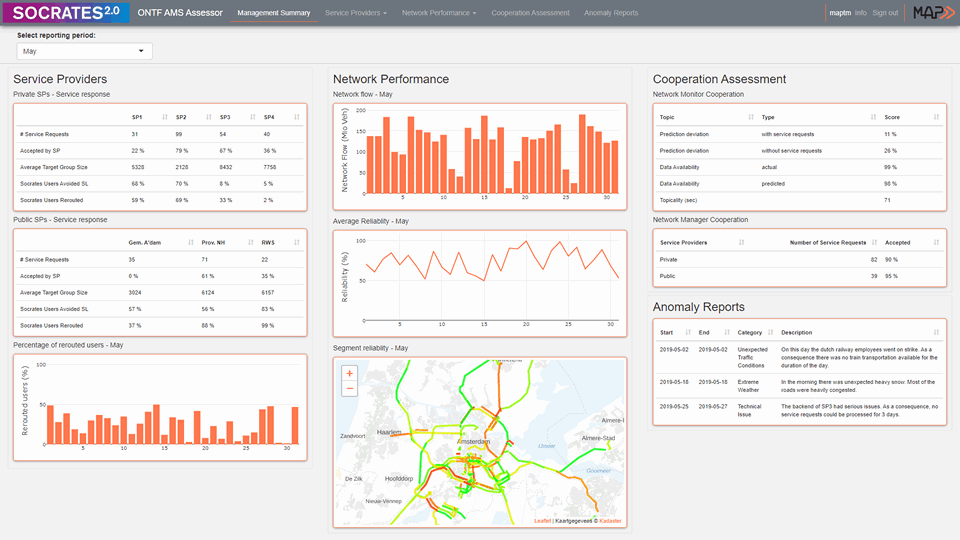 SOCRATES 2.0 ONTF AMS Assessor Management Summary Service Providers Network Performance Cooperation Assessment Anomaly Reports maptm Info Sign out MAP
Select reporting period:
May
Service Providers
Private SPs - Service response
SP1 SP2 SP3 SP4
# Service Requests 31 99 54 40
Accepted by SP 22 % 79 % 67 % 36 %
Average Target Group Size 5328 2128 8432 7758
Socrates Users Avoided SL 68 % 70 % 8 % 5 %
Socrates Users Rerouted 59 % 69 % 33 % 2 %
Public SPs - Service response
Gem. A'dam Prov. NH RWS
# Service Requests 35 71 22
Accepted by SP 0 % 61 % 35 %
Average Target Group Size 3024 6124 6157
Socrates Users Avoided SL 57 % 56 % 83 %
Socrates Users Rerouted 37 % 88 % 99 %
Percentage of rerouted users - May
Rerouted users (%)
100
50
0
5 10 15 20 25 30
Network Performance
Network flow - May
Network Flow (Mio Veh)
200
150
100
50
0
5 10 15 20 25 30
Average Reliablity - May
Reliability (%)
100
50
0
5 10 15 20 25 30
Segment reliablity - May
+
−
Zandvoort
Haarlem
Amsterdam
Almere-H
Almere-Stad
IJmeer
Gooimeer
De Zilk
Hoofddorp
Nieuw-Vennep
Leaflet | Kaartgegevens © Kadaster
Cooperation Assessment
Network Monitor Cooperation
Topic Type Score
Prediction deviation with service requests 11 %
Prediction deviation without service requests 26 %
Data Availability actual 99 %
Data Availability predicted 98 %
Topicality (sec) 71
Network Manager Cooperation
Service Providers Number of Service Requests Accepted
Private 82 90 %
Public 39 95 %
Anomaly Reports
Start End Category Description
2019-05-02 2019-05-02 Unexpected Traffic Conditions
On this day the dutch railway employees went on strike. As a
consequence there was no train transportation available for the
duration of the day.
2019-05-18 2019-05-18 Extreme Weather
In the morning there was unexpected heavy snow. Most of the
roads were heavily congested.
2019-05-25 2019-05-27 Technical Issue
The backend of SP3 had serious issues. As a consequence, no
service requests could be processed for 3 days.